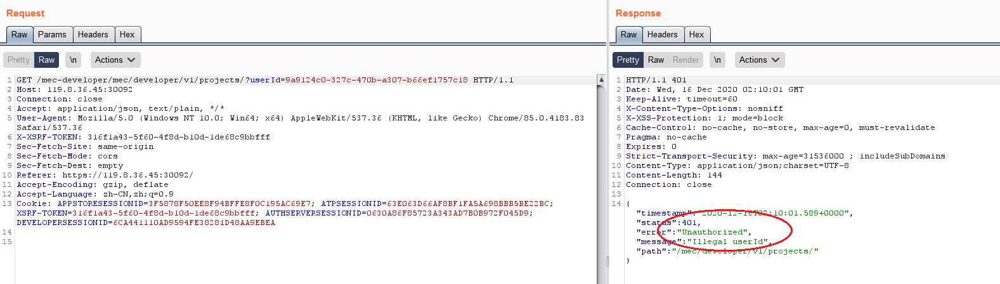 Request
Raw Params Headers Hex
Pretty Raw \n Actions
1 GET /mec-developer/mec/developer/v1/projects/?userId=9a9124c0-327c-470b-a307-b66ef1757c18 HTTP/1.1
2 Host: 119.8.36.45:30092
3 Connection: close
4 Accept: application/json, text/plain, */*
5 User-Agent: Mozilla/5.0 (Windows NT 10.0; Win64; x64) AppleWebKit/537.36 (KHTML, like Gecko) Chrome/85.0.4183.83
Safari/537.36
6 X-XSRF-TOKEN: 316f1a43-5f60-4f8d-b10d-1de68c9bbfff
7 Sec-Fetch-Site: same-origin
8 Sec-Fetch-Mode: cors
9 Sec-Fetch-Dest: empty
10 Referer: https://119.8.36.45:30092/
11 Accept-Encoding: gzip, deflate
12 Accept-Language: zh-CN,zh;q=0.9
13 Cookie: APPSTORESESSIONID=3F5878F50EE8F94BFFE8F0C195AC69E7; ATPSESSIONID=63E063D66AF8BF1FA5A698BBB5BE22BC;
XSRF-TOKEN=316f1a43-5f60-4f8d-b10d-1de68c9bbfff; AUTHSERVERSESSIONID=0630A86F85723A343AD7B0B972F045D9;
DEVELOPERSESSIONID=6CA441110AD9594FE38281D48AA9EBEA
14
15
Response
Raw Headers Hex
Pretty Raw Render \n Actions
1 HTTP/1.1 401
2 Date: Wed, 16 Dec 2020 02:10:01 GMT
3 Keep-Alive: timeout=60
4 X-Content-Type-Options: nosniff
5 X-XSS-Protection: 1; mode=block
6 Cache-Control: no-cache, no-store, max-age=0, must-revalidate
7 Pragma: no-cache
8 Expires: 0
9 Strict-Transport-Security: max-age=31536000 ; includeSubDomains
10 Content-Type: application/json;charset=UTF-8
11 Content-Length: 144
12 Connection: close
13
14 {
"timestamp":"2020-12-16T02:10:01.589+0000",
"status":401,
"error":"Unauthorized",
"message":"Illegal userId",
"path":"/mec/developer/v1/projects/"
}